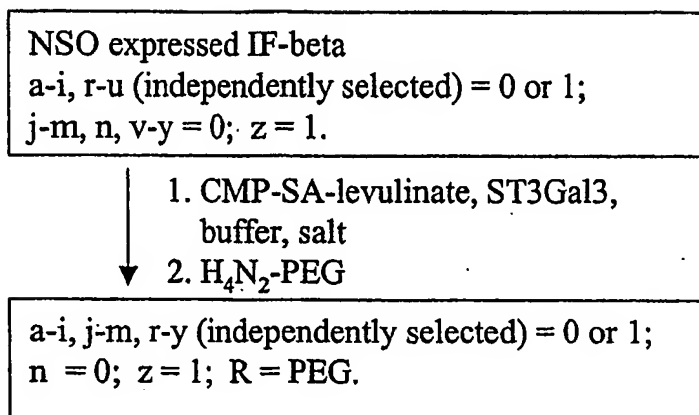 NSO expressed IF-beta
a-i, r-u (independently selected) = 0 or 1;
j-m, n, v-y = 0; z = 1.
1. CMP-SA-levulinate, ST3Gal3,
buffer, salt
2. H₄N₂-PEG
a-i, j-m, r-y (independently selected) = 0 or 1;
n = 0; z = 1; R = PEG.